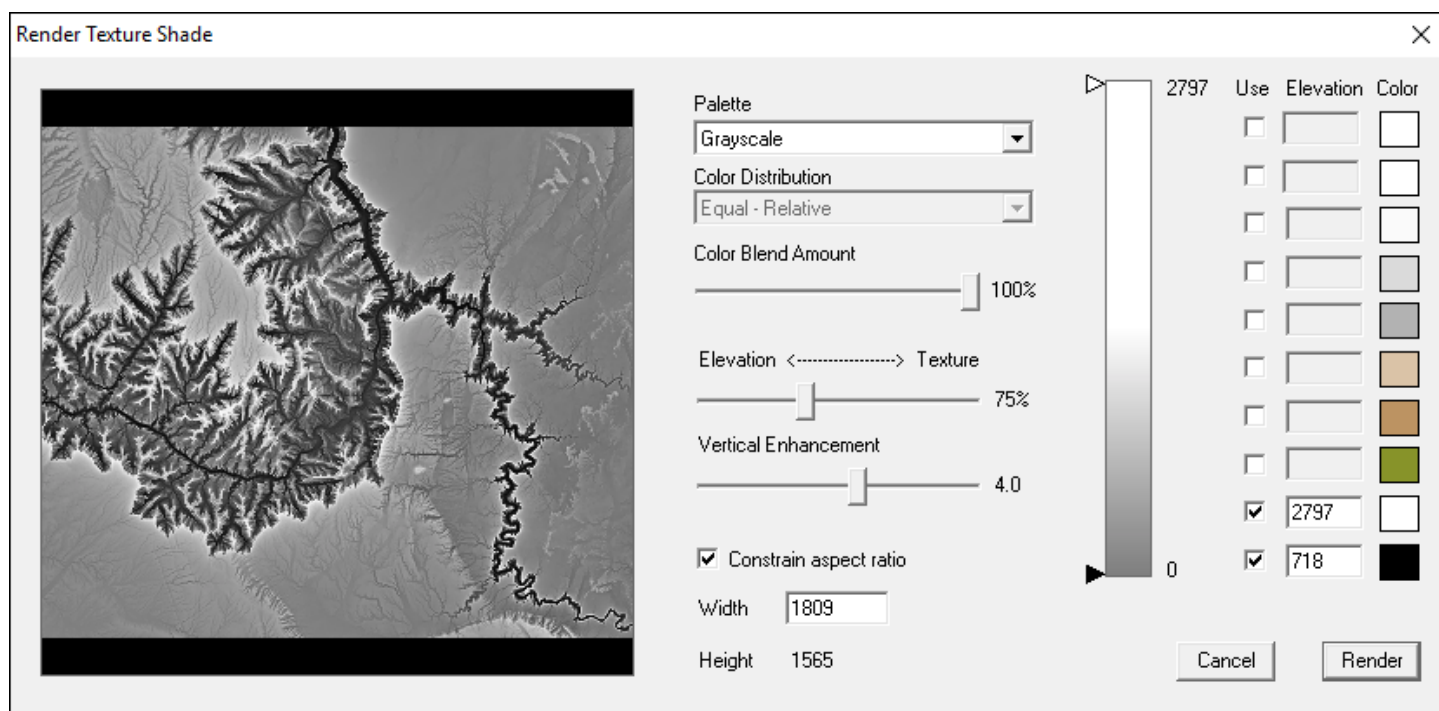 Render Texture Shade
Palette
Grayscale
Color Distribution
Equal - Relative
Color Blend Amount
100%
Elevation <-----------------> Texture
75%
Vertical Enhancement
4.0
Constrain aspect ratio
Width 1809
Height 1565
2797
0
Use Elevation Color
2797
718
Cancel Render